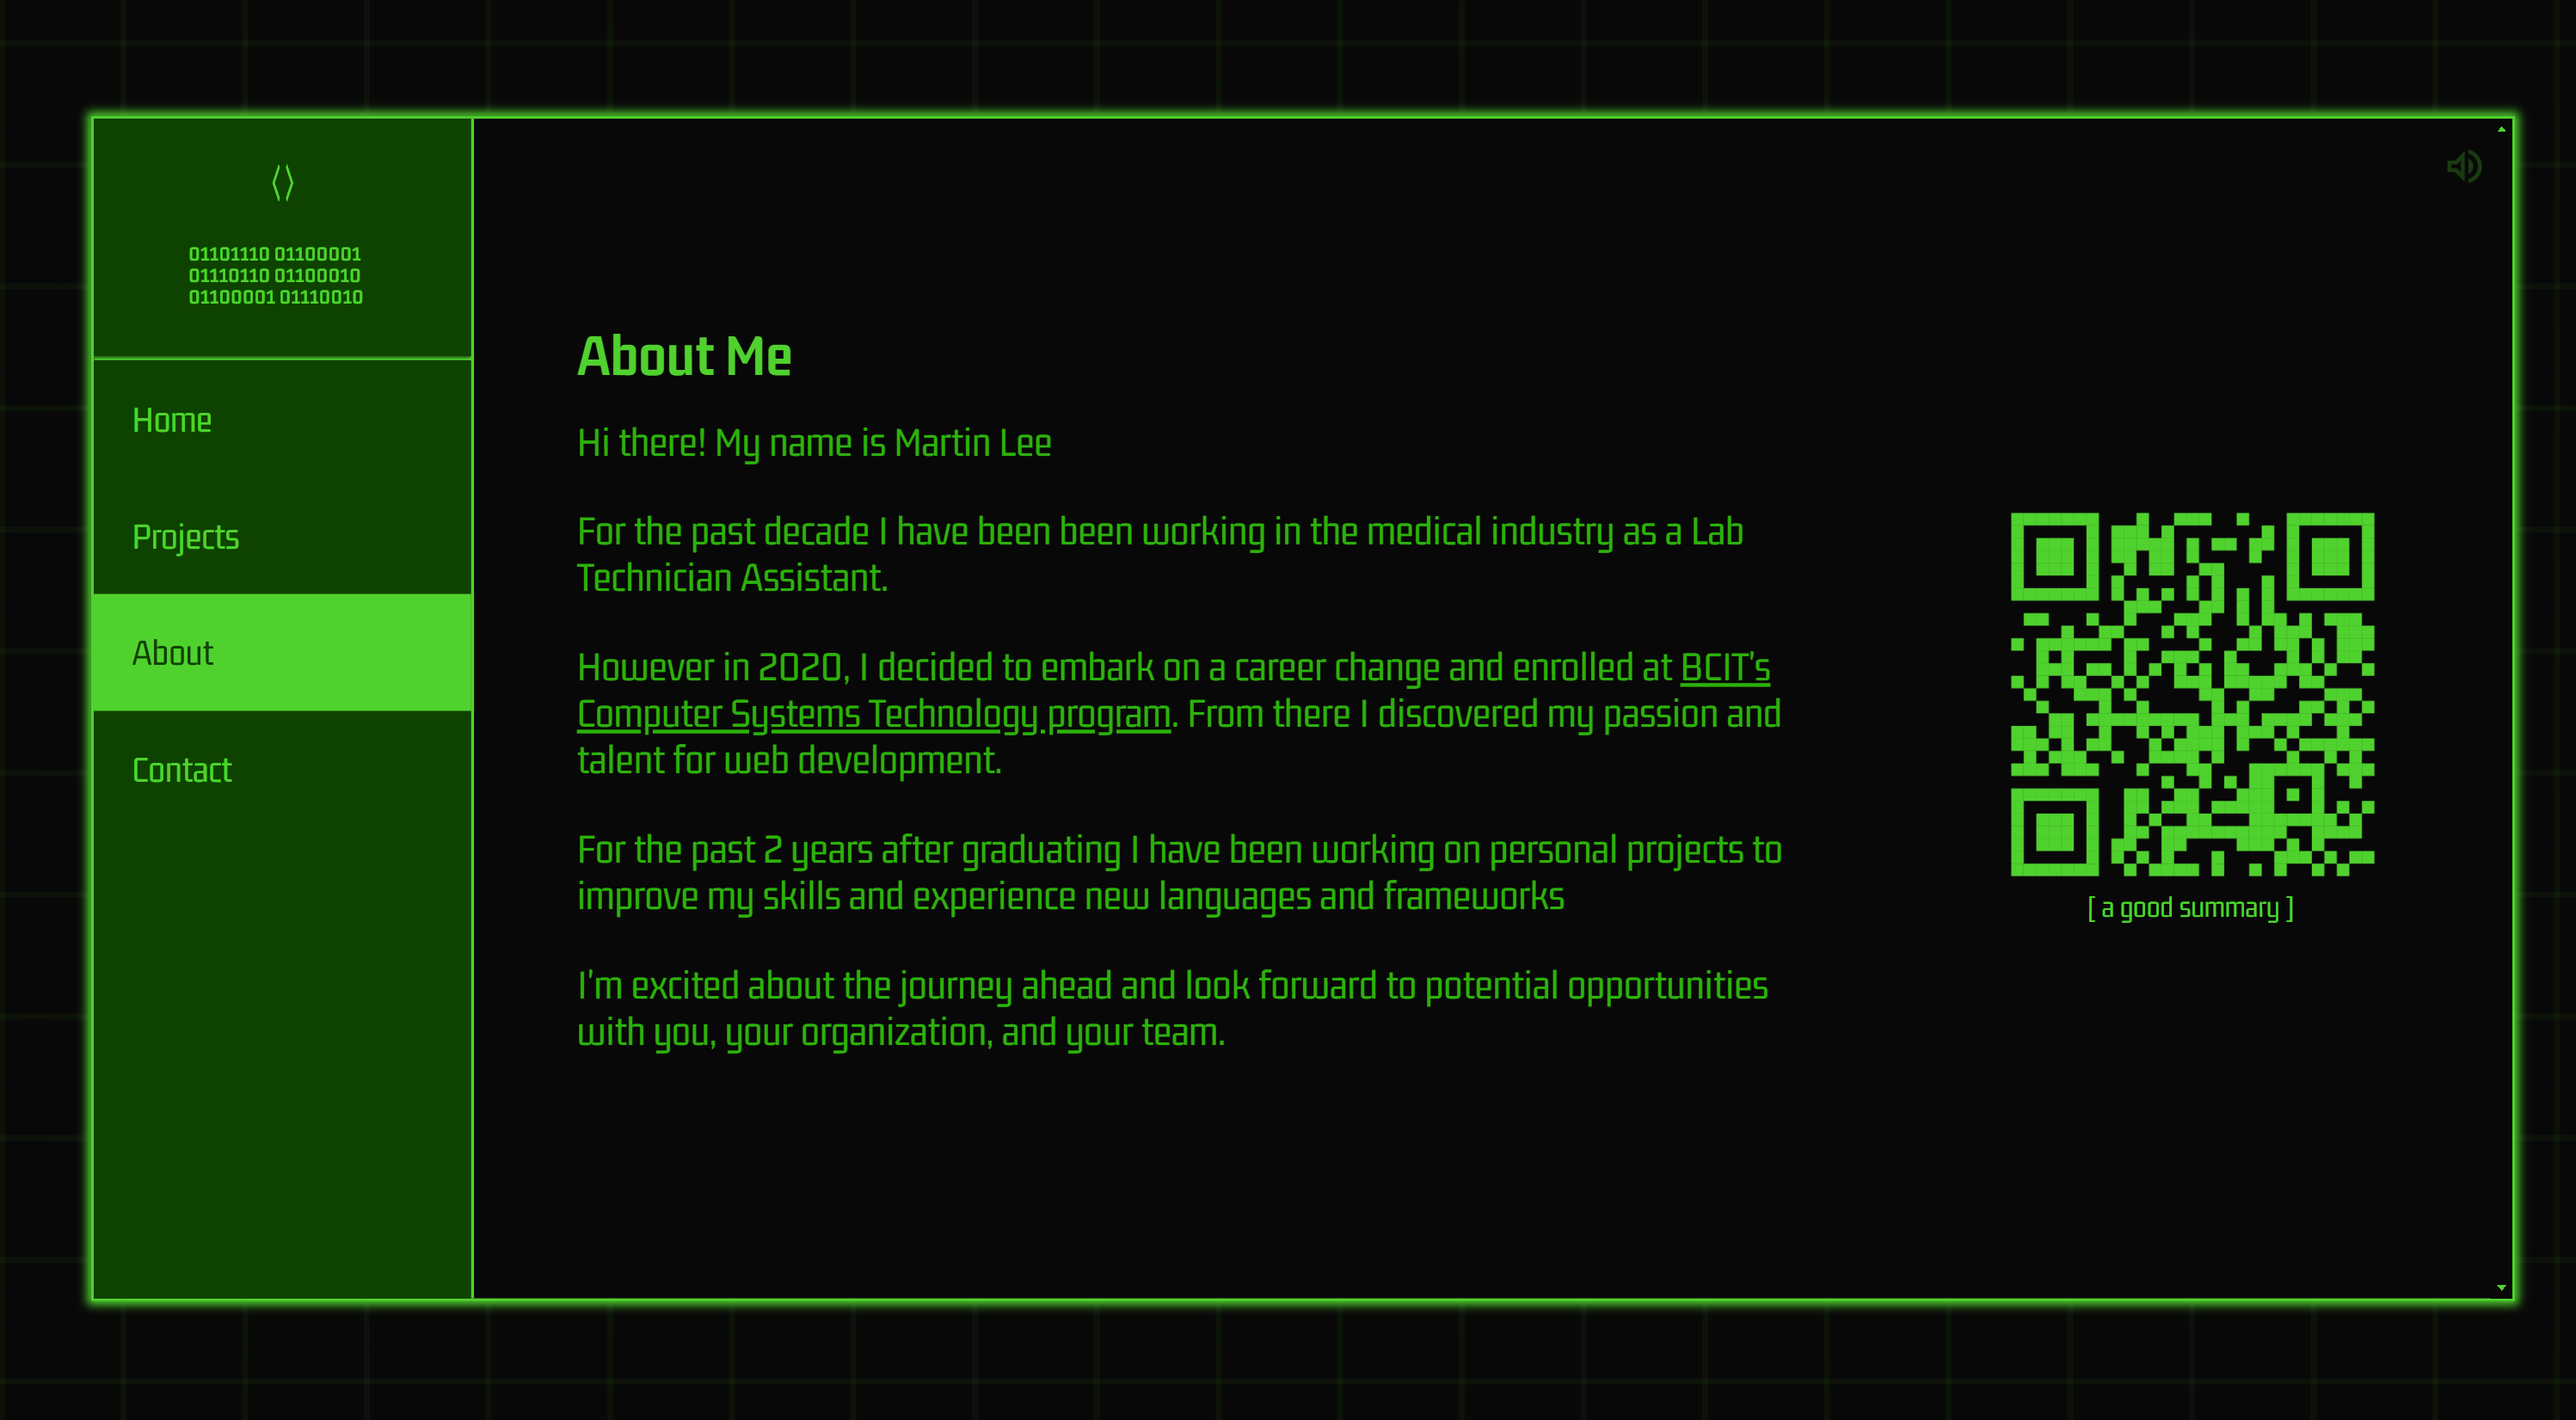 ⟨⟩
01101110 01100001
01110110 01100010
01100001 01110010
Home
Projects
About
Contact
About Me
Hi there! My name is Martin Lee
For the past decade I have been been working in the medical industry as a Lab
Technician Assistant.
However in 2020, I decided to embark on a career change and enrolled at BCIT's
Computer Systems Technology program. From there I discovered my passion and
talent for web development.
For the past 2 years after graduating I have been working on personal projects to
improve my skills and experience new languages and frameworks
I'm excited about the journey ahead and look forward to potential opportunities
with you, your organization, and your team.
[ a good summary ]